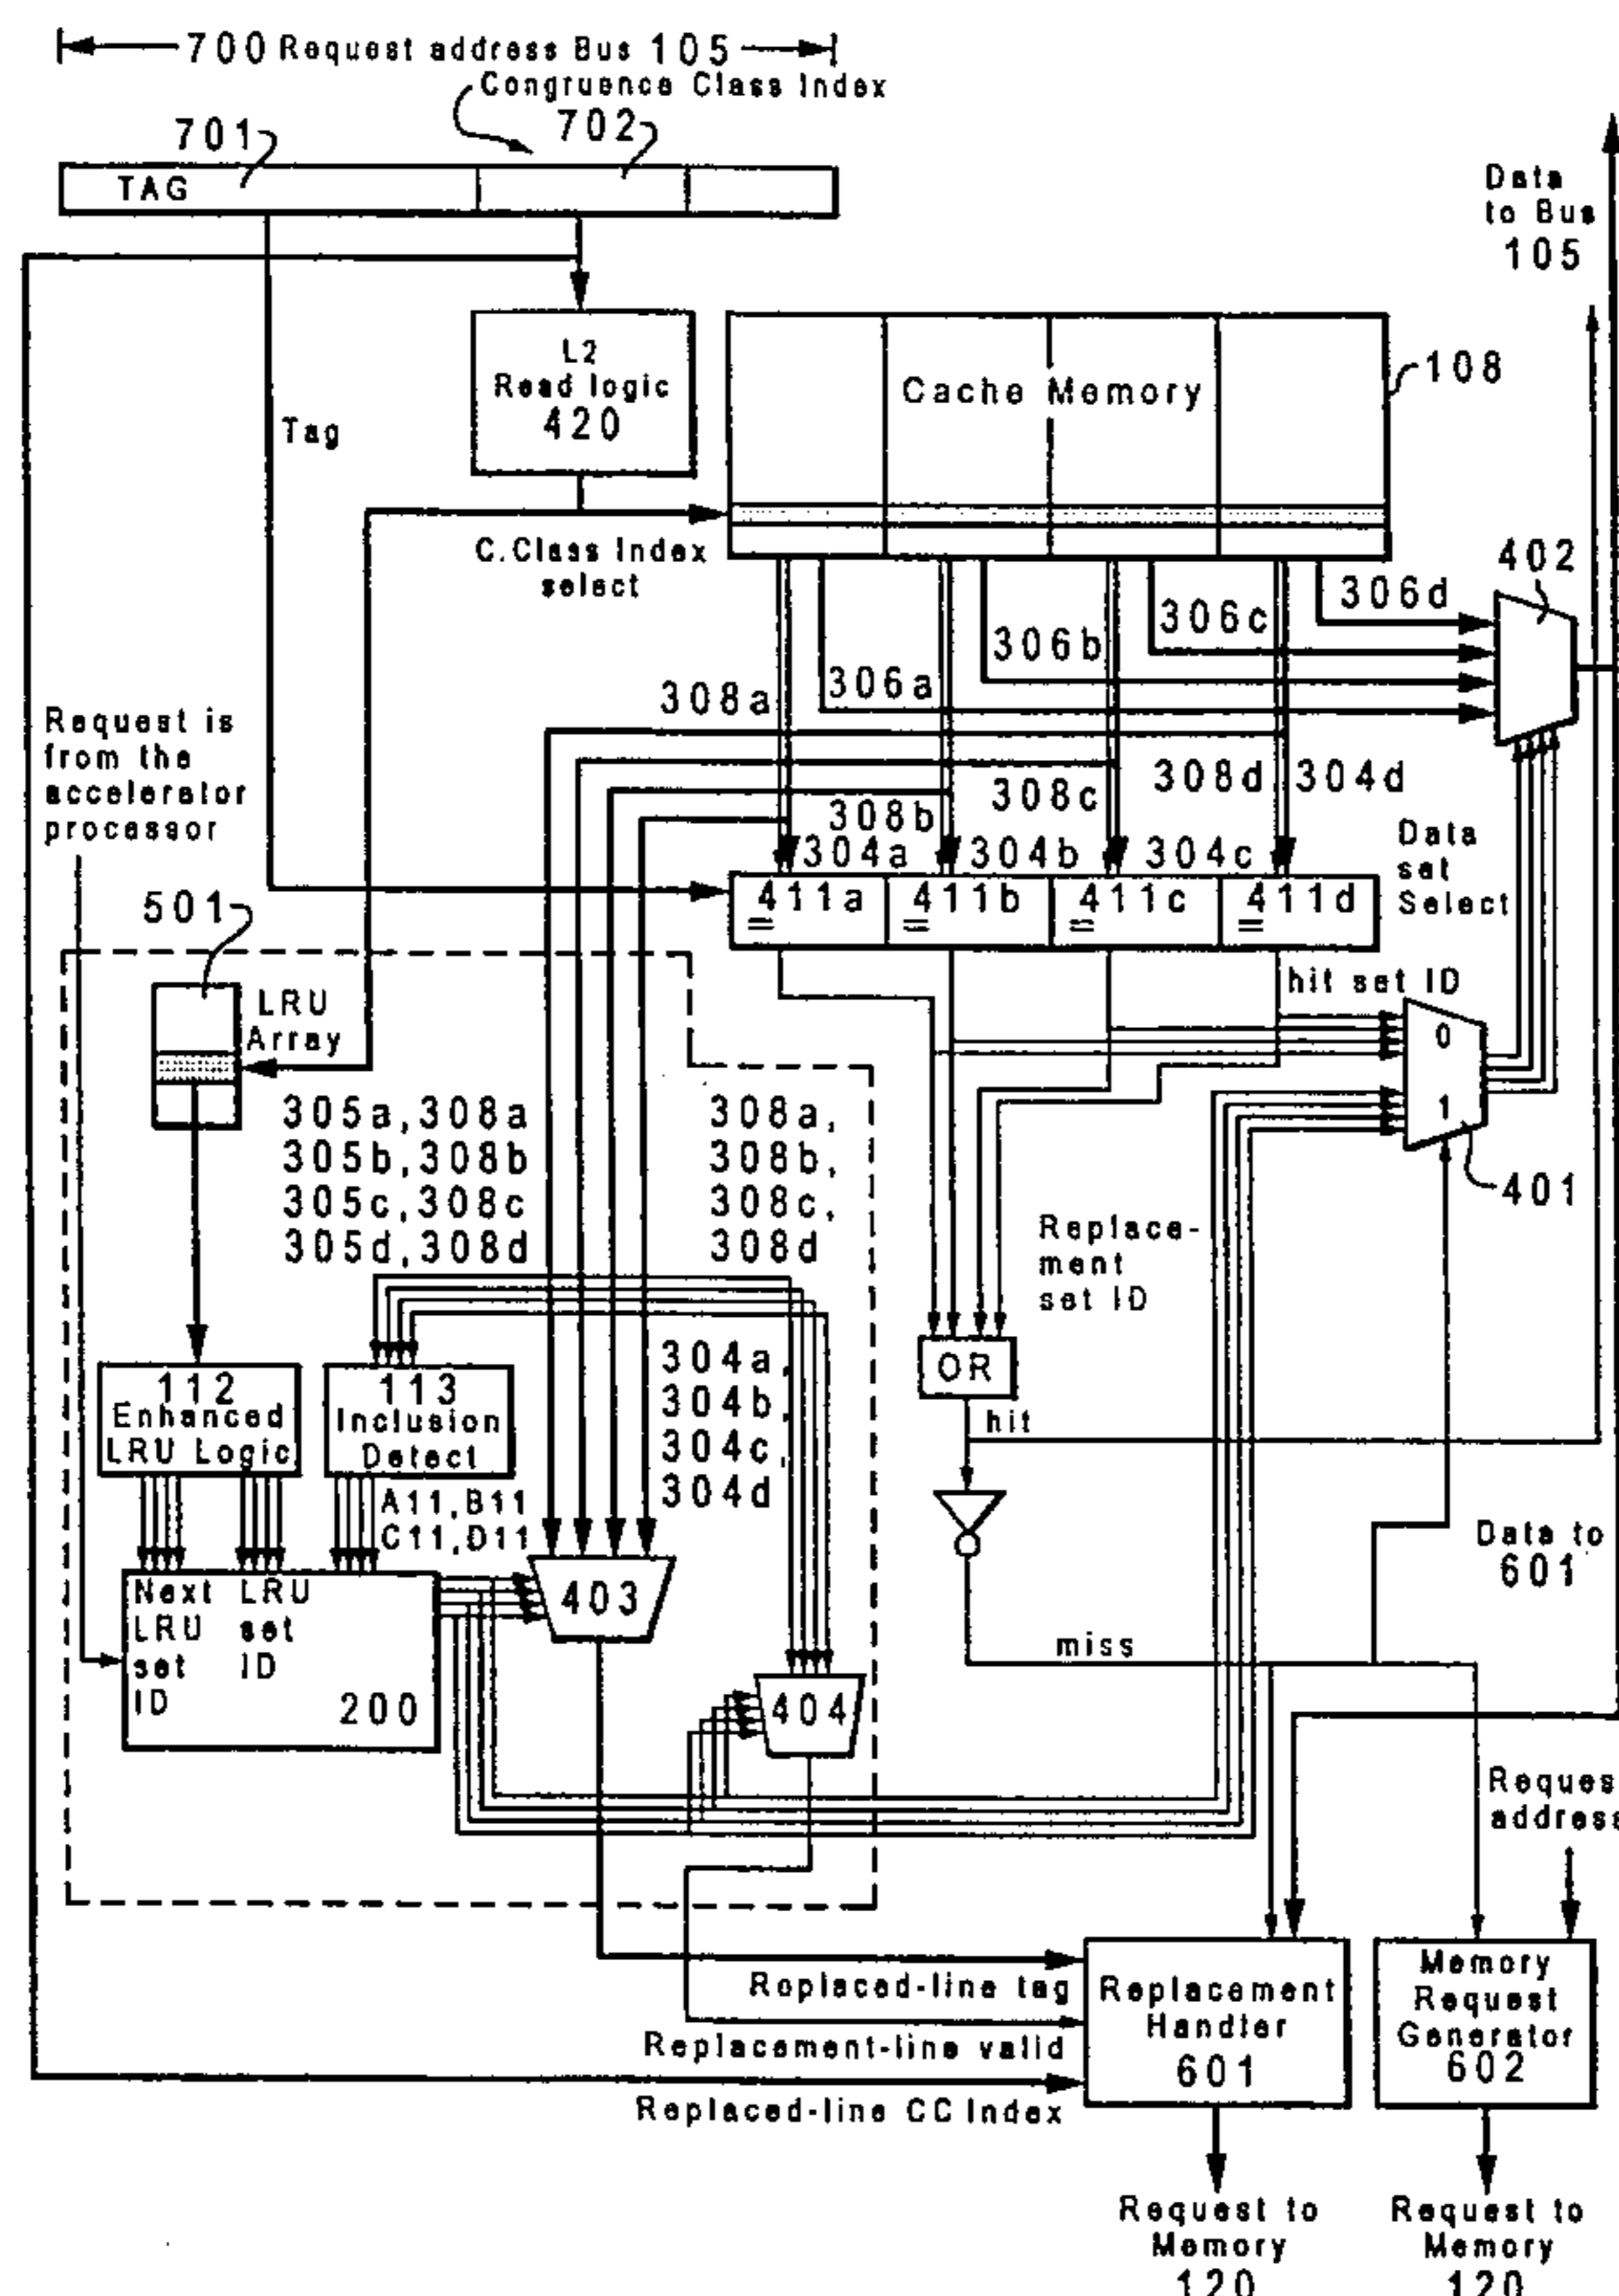 700 Request address Bus 105
Congruence Class Index
701
702
TAG
Data
to Bus
105
L2
Read logic
420
Cache Memory
108
Tag
C.Class Index
select
402
306d
306c
306b
306a
308a
Request is
from the
accelerator
processor
308d
304d
308c
308b
304a
304b
304c
Data
set
Select
411a
=
411b
=
411c
=
411d
=
501
LRU
Array
hit set ID
0
1
401
305a,308a
305b,308b
305c,308c
305d,308d
308a,
308b,
308c,
308d
Replace-
ment
set ID
OR
hit
112
Enhanced
LRU Logic
113
Inclusion
Detect
304a,
304b,
304c,
304d
A11,B11
C11,D11
Data to
601
Next
LRU
set
ID
LRU
set
ID
200
403
404
miss
Reques
address
Roplaced-line tag
Replacement-line valid
Replaced-line CC Index
Replacement
Handler
601
Memory
Request
Generator
602
Request to
Memory
120
Request to
Memory
120